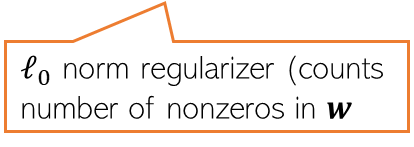 ℓ₀ norm regularizer (counts
number of nonzeros in 𝒘